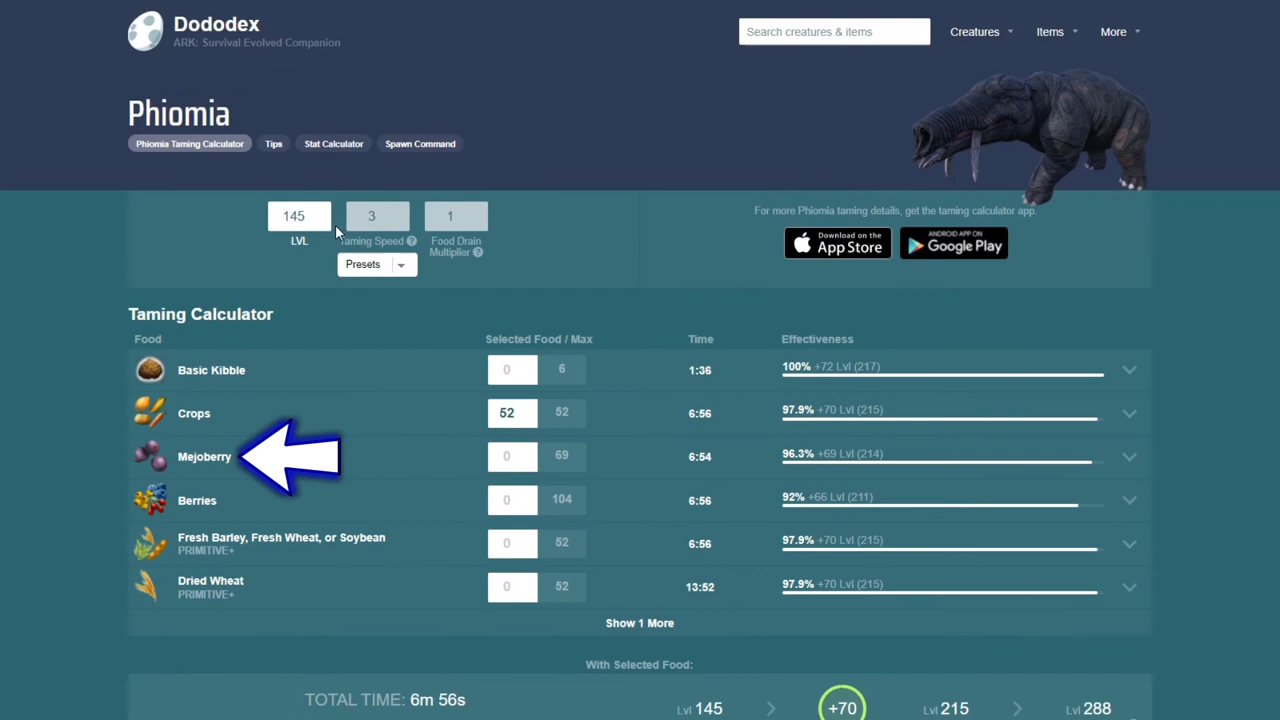 Dododex
ARK: Survival Evolved Companion
Search creatures & items
Creatures
Items
More
Phiomia
Phiomia Taming Calculator
Tips
Stat Calculator
Spawn Command
145
3
1
LVL
Taming Speed ?
Food Drain
Multiplier ?
Presets
For more Phiomia taming details, get the taming calculator app.
Download on the
App Store
ANDROID APP ON
Google Play
Taming Calculator
Food Selected Food / Max Time Effectiveness
Basic Kibble 0 6 1:36 100% +72 Lvl (217)
Crops 52 52 6:56 97.9% +70 Lvl (215)
Mejoberry 0 69 6:54 96.3% +69 Lvl (214)
Berries 0 104 6:56 92% +66 Lvl (211)
Fresh Barley, Fresh Wheat, or Soybean 0 52 6:56 97.9% +70 Lvl (215)
PRIMITIVE+
Dried Wheat 0 52 13:52 97.9% +70 Lvl (215)
PRIMITIVE+
Show 1 More
With Selected Food:
TOTAL TIME: 6m 56s
Lvl 145 > +70 Lvl 215 > Lvl 288